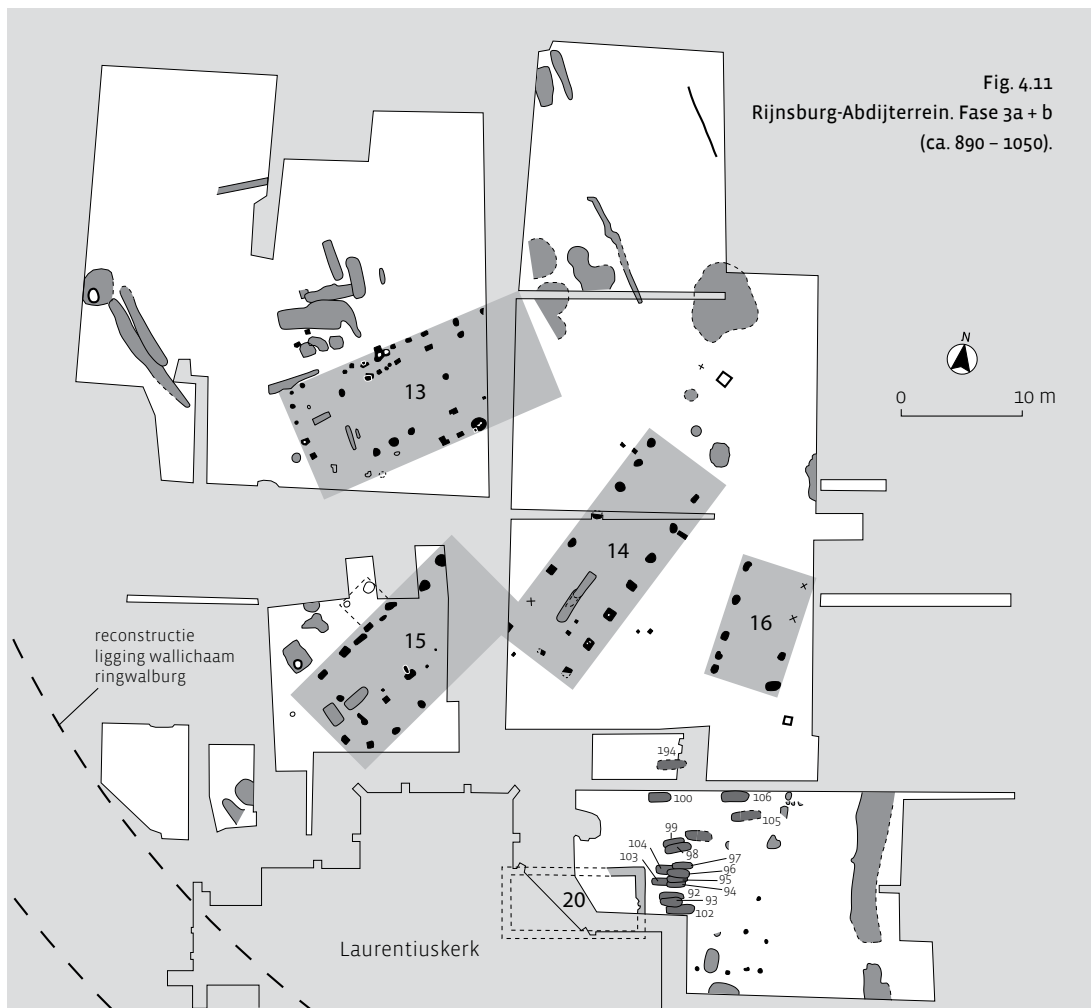 Fig. 4.11
Rijnsburg-Abdijterrein. Fase 3a + b
(ca. 890 – 1050).
N
0 10 m
13
14
16
15
reconstructie
ligging wallichaam
ringwalburg
194
100
106
105
99
98
104
97
103
96
95
94
92
93
102
20
Laurentiuskerk